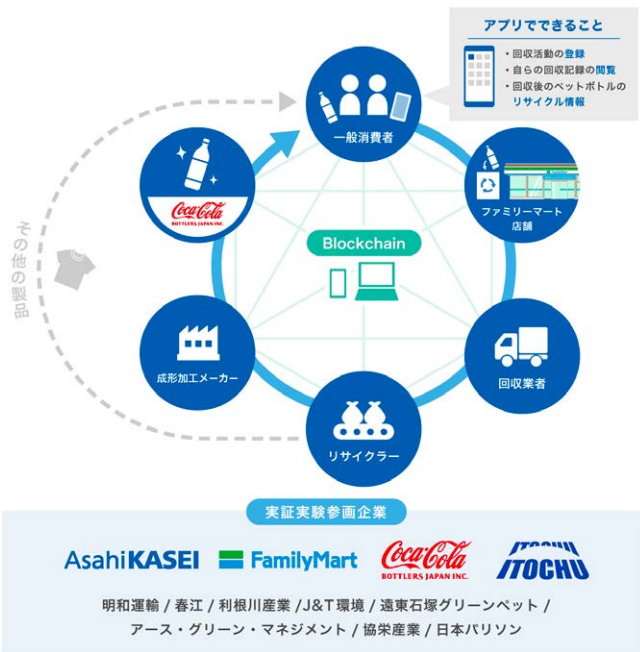 アプリでできること
・回収活動の登録
・自らの回収記録の閲覧
・回収後のペットボトルの
リサイクル情報
一般消費者
Coca-Cola
BOTTLERS JAPAN INC.
FamilyMart
ファミリーマート
店舗
Blockchain
その他の製品
成形加工メーカー
回収業者
リサイクラー
実証実験参画企業
AsahiKASEI
FamilyMart
Coca-Cola
BOTTLERS JAPAN INC.
ITOCHU
ITOCHU
明和運輸 / 春江 / 利根川産業 /J&T環境 / 遠東石塚グリーンペット /
アース・グリーン・マネジメント / 協栄産業 / 日本パリソン